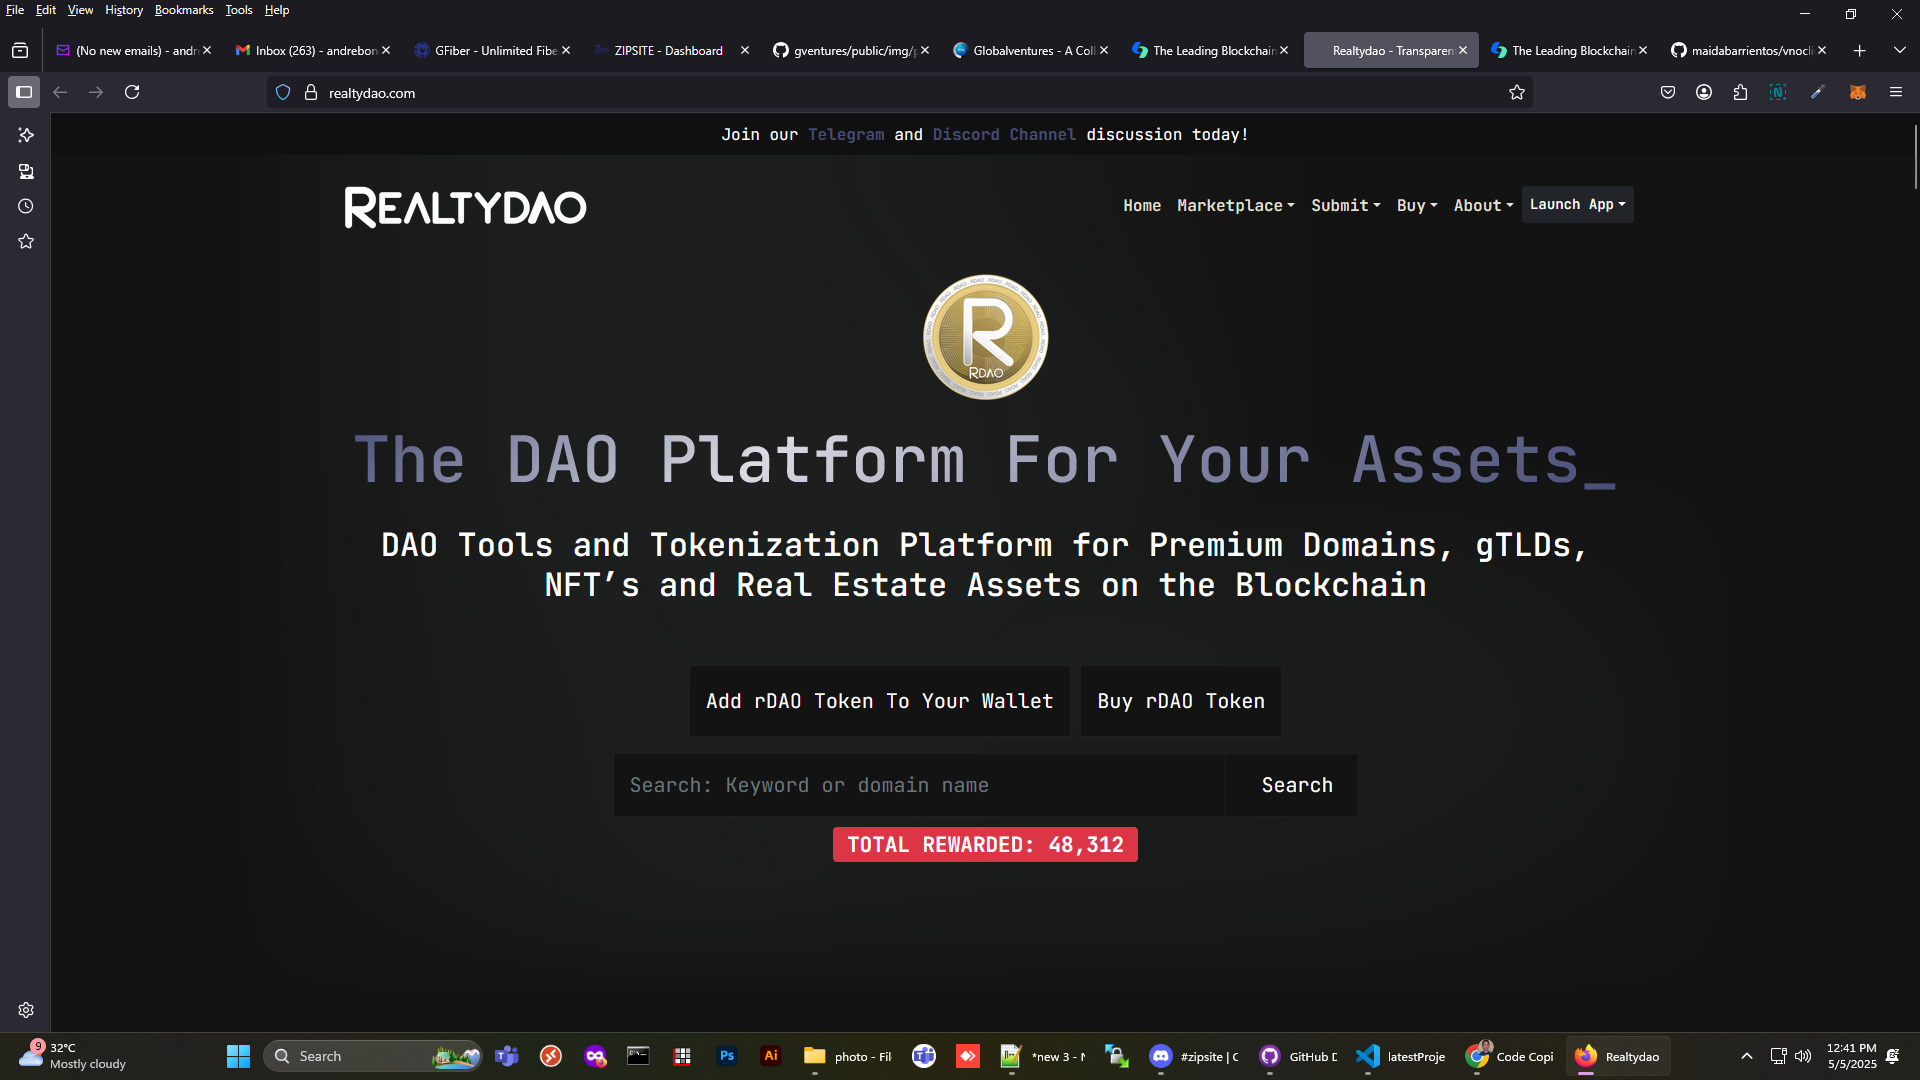 File Edit View History Bookmarks Tools Help
(No new emails) - andr
Inbox (263) - andrebon
GFiber - Unlimited Fibe
ZIPSITE - Dashboard
gventures/public/img/p
Globalventures - A Coll
The Leading Blockchain
Realtydao - Transparent
The Leading Blockchain
maidabarrientos/vnocli
realtydao.com
Join our Telegram and Discord Channel discussion today!
REALTYDAO
Home Marketplace Submit Buy About Launch App
R
RDAO
The DAO Platform For Your Assets_
DAO Tools and Tokenization Platform for Premium Domains, gTLDs,
NFT’s and Real Estate Assets on the Blockchain
Add rDAO Token To Your Wallet
Buy rDAO Token
Search: Keyword or domain name
Search
TOTAL REWARDED: 48,312
9
32°C
Mostly cloudy
Search
Ps
Ai
photo - Fil
*new 3 - N
#zipsite | C
GitHub D
latestProje
Code Copi
Realtydao
12:41 PM
5/5/2025